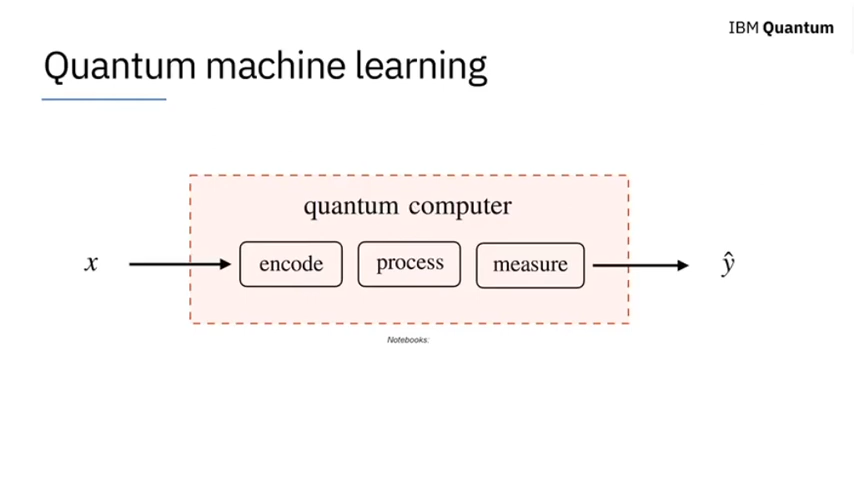 IBM Quantum
Quantum machine learning
quantum computer
x
encode
process
measure
ŷ
Notebooks: